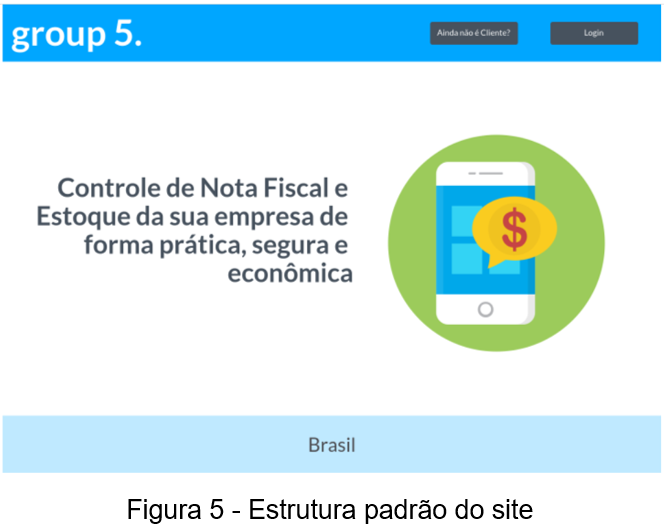 group 5.
Ainda não é Cliente?
Login
Controle de Nota Fiscal e
Estoque da sua empresa de
forma prática, segura e
econômica
$
Brasil
Figura 5 - Estrutura padrão do site